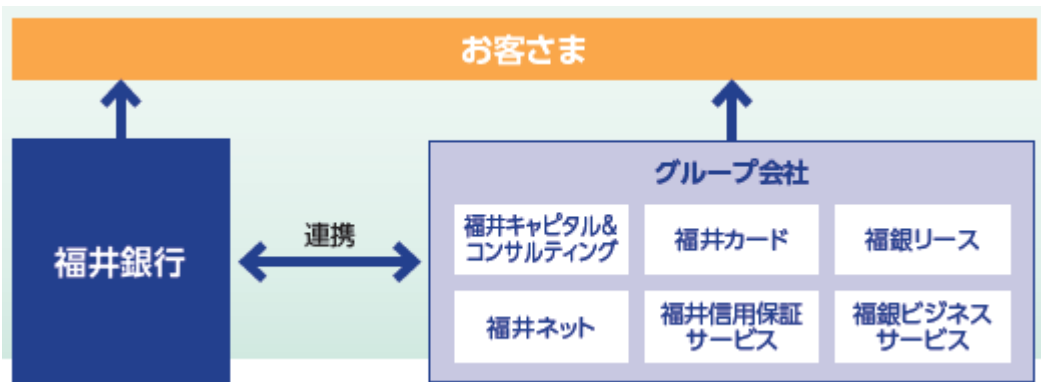 お客さま
福井銀行
連携
グループ会社
福井キャピタル&
コンサルティング
福井カード
福銀リース
福井ネット
福井信用保証
サービス
福銀ビジネス
サービス